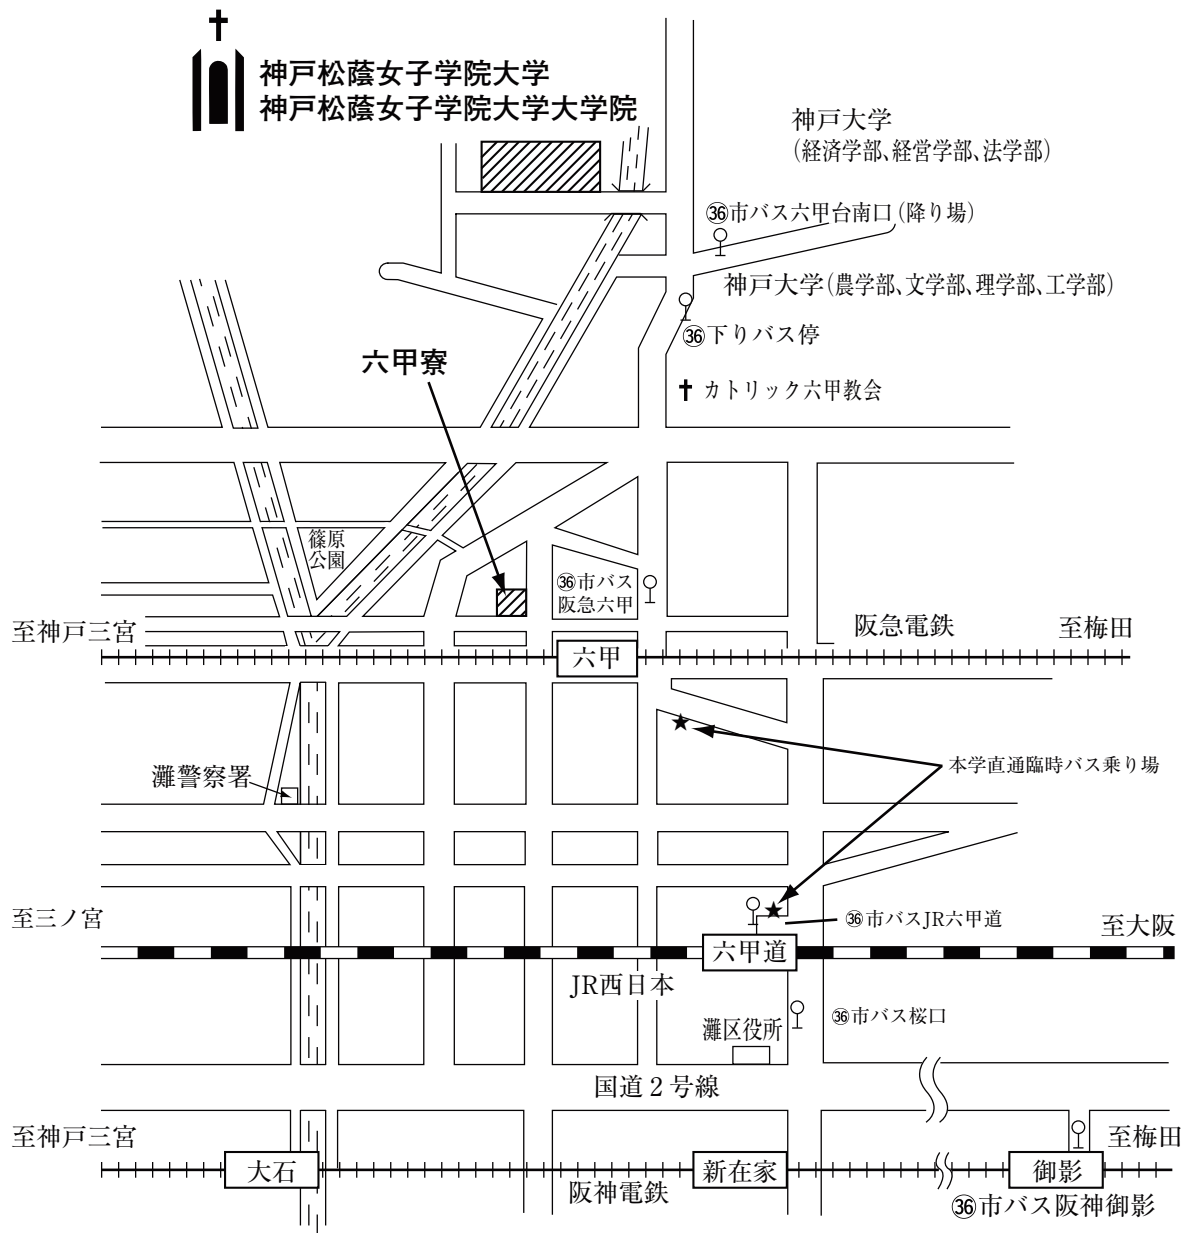 神戸松蔭女子学院大学
神戸松蔭女子学院大学大学院
神戸大学
（経済学部、経営学部、法学部）
㊱市バス六甲台南口（降り場）
神戸大学（農学部、文学部、理学部、工学部）
㊱下りバス停
六甲寮
カトリック六甲教会
篠原
公園
㊱市バス
阪急六甲
至神戸三宮
阪急電鉄
至梅田
六甲
灘警察署
本学直通臨時バス乗り場
至三ノ宮
㊱市バスJR六甲道
至大阪
六甲道
JR西日本
㊱市バス桜口
灘区役所
国道２号線
至神戸三宮
至梅田
大石
新在家
御影
阪神電鉄
㊱市バス阪神御影